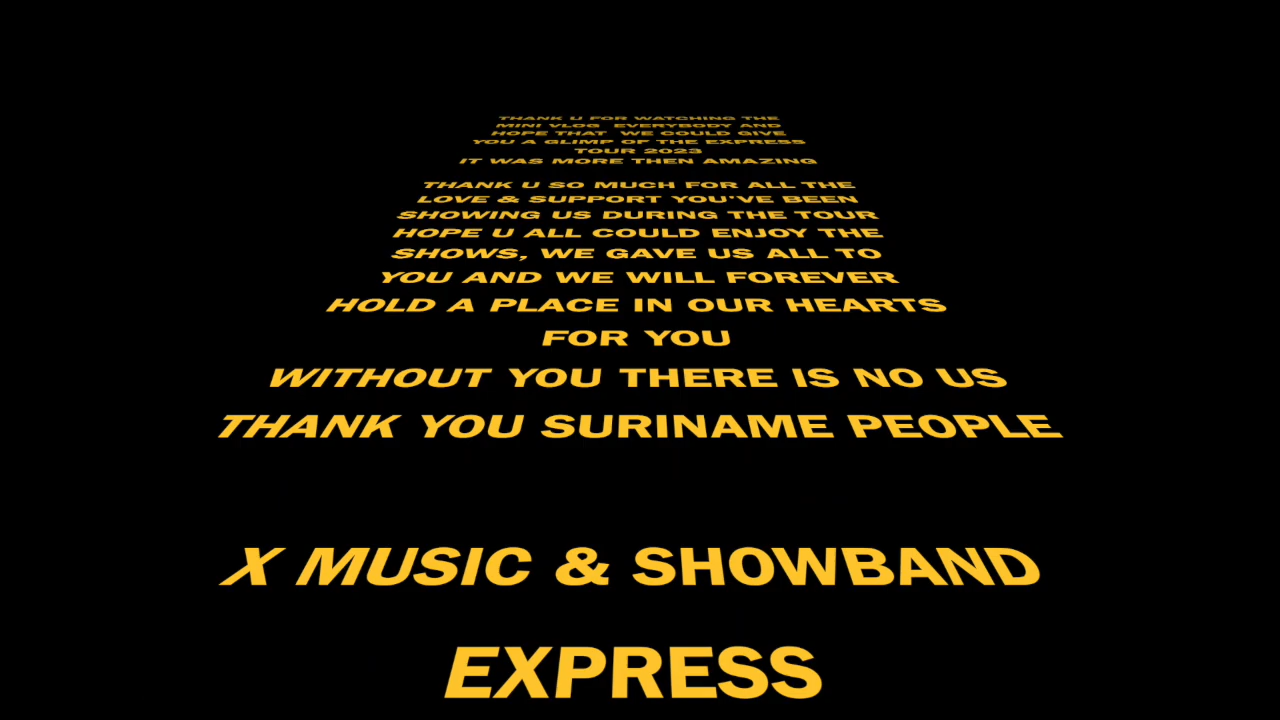 THANK U FOR WATCHING THE
MINI VLOG EVERYBODY AND
HOPE THAT WE COULD GIVE
YOU A GLIMP OF THE EXPRESS
TOUR 2023
IT WAS MORE THEN AMAZING
THANK U SO MUCH FOR ALL THE
LOVE & SUPPORT YOU'VE BEEN
SHOWING US DURING THE TOUR
HOPE U ALL COULD ENJOY THE
SHOWS, WE GAVE US ALL TO
YOU AND WE WILL FOREVER
HOLD A PLACE IN OUR HEARTS
FOR YOU
WITHOUT YOU THERE IS NO US
THANK YOU SURINAME PEOPLE
X MUSIC & SHOWBAND
EXPRESS